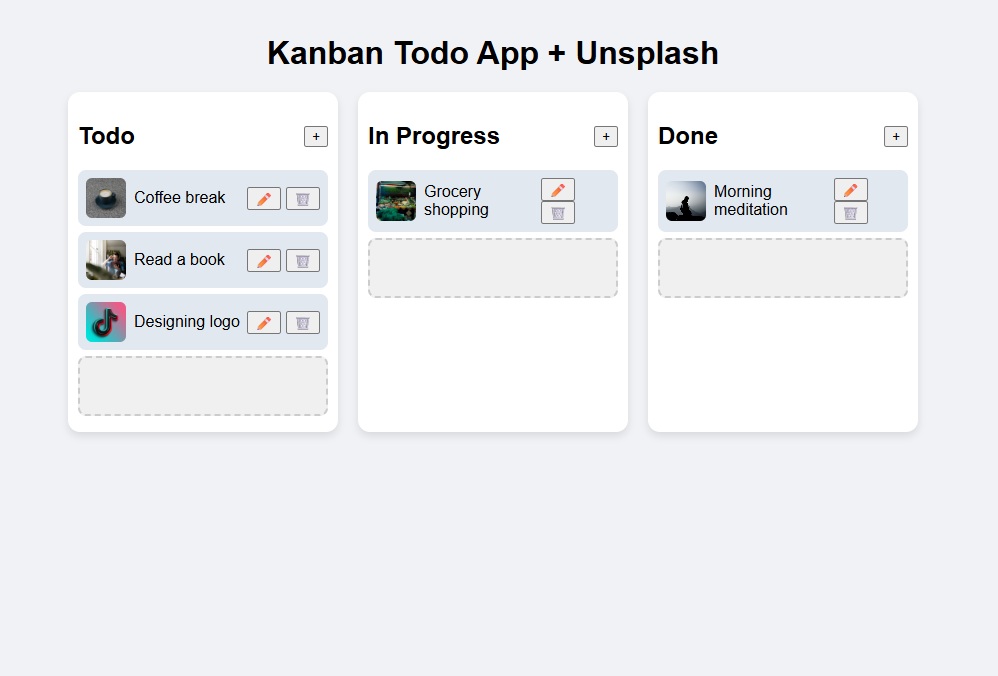 Kanban Todo App + Unsplash
Todo
+
Coffee break
Read a book
Designing logo
In Progress
+
Grocery
shopping
Done
+
Morning
meditation